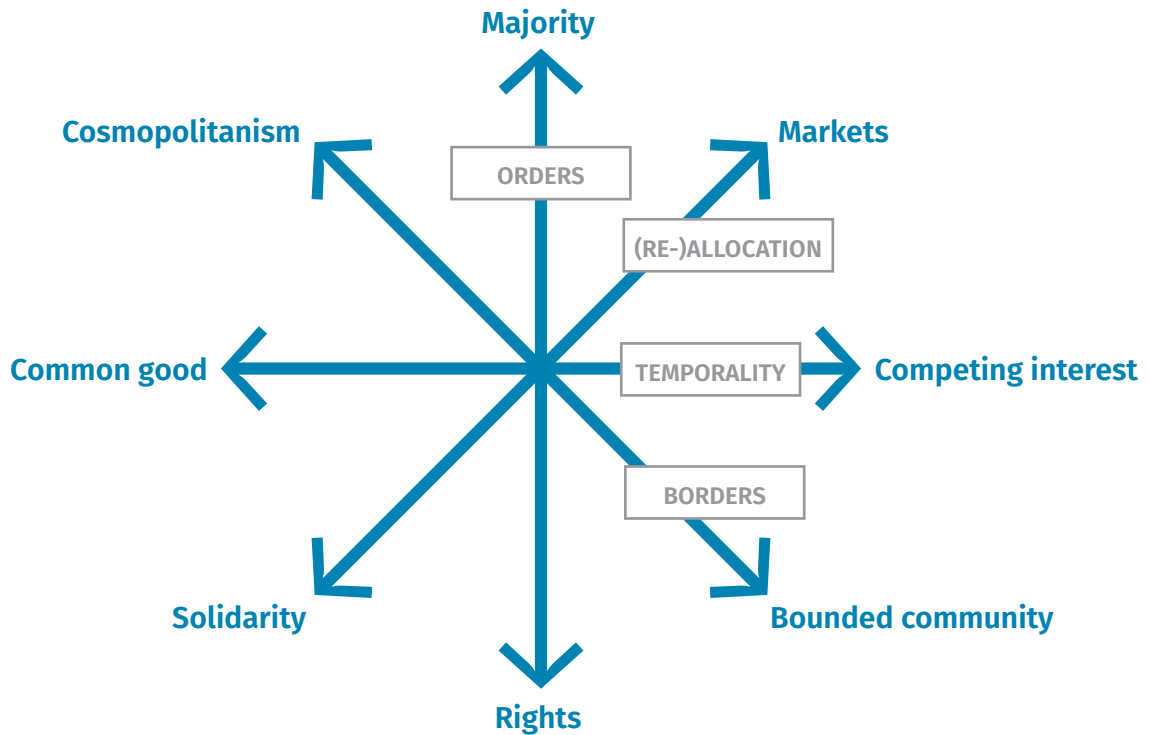 Majority
Cosmopolitanism
Markets
ORDERS
(RE-)ALLOCATION
Common good
TEMPORALITY
Competing interest
BORDERS
Solidarity
Bounded community
Rights